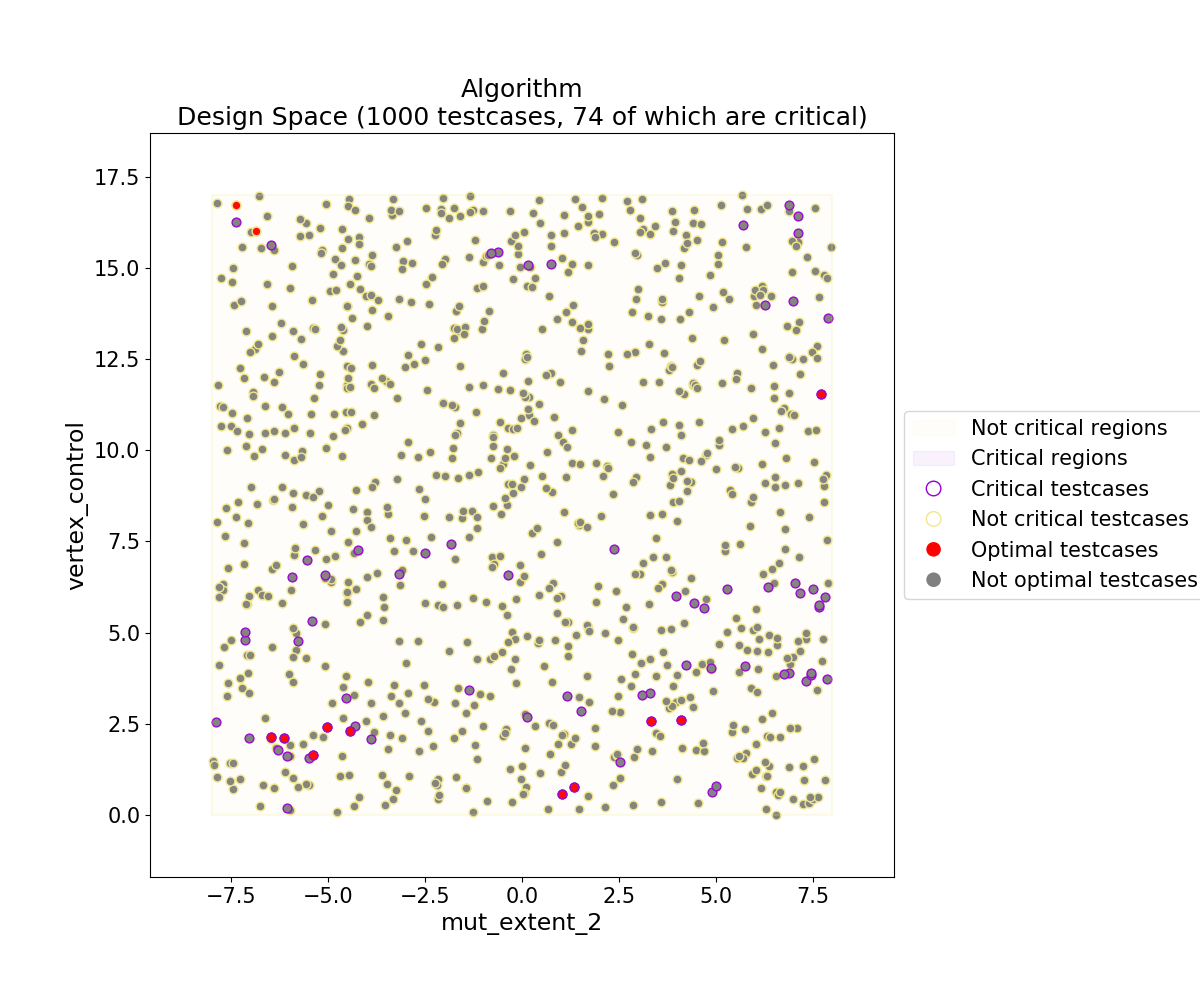 Algorithm
Design Space (1000 testcases, 74 of which are critical)
17.5
15.0
12.5
10.0
7.5
5.0
2.5
0.0
vertex_control
−7.5
−5.0
−2.5
0.0
2.5
5.0
7.5
mut_extent_2
Not critical regions
Critical regions
Critical testcases
Not critical testcases
Optimal testcases
Not optimal testcases